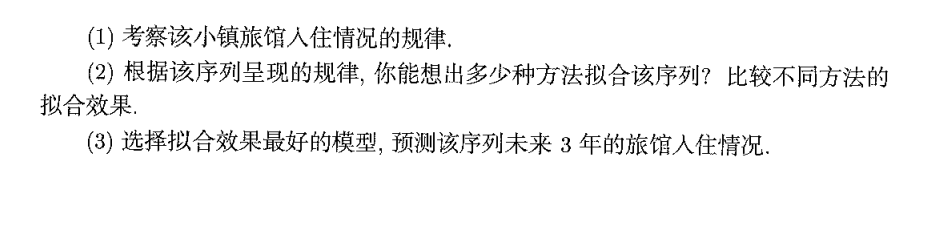 (1) 考察该小镇旅馆入住情况的规律.
(2) 根据该序列呈现的规律, 你能想出多少种方法拟合该序列? 比较不同方法的
拟合效果.
(3) 选择拟合效果最好的模型, 预测该序列未来 3 年的旅馆入住情况.